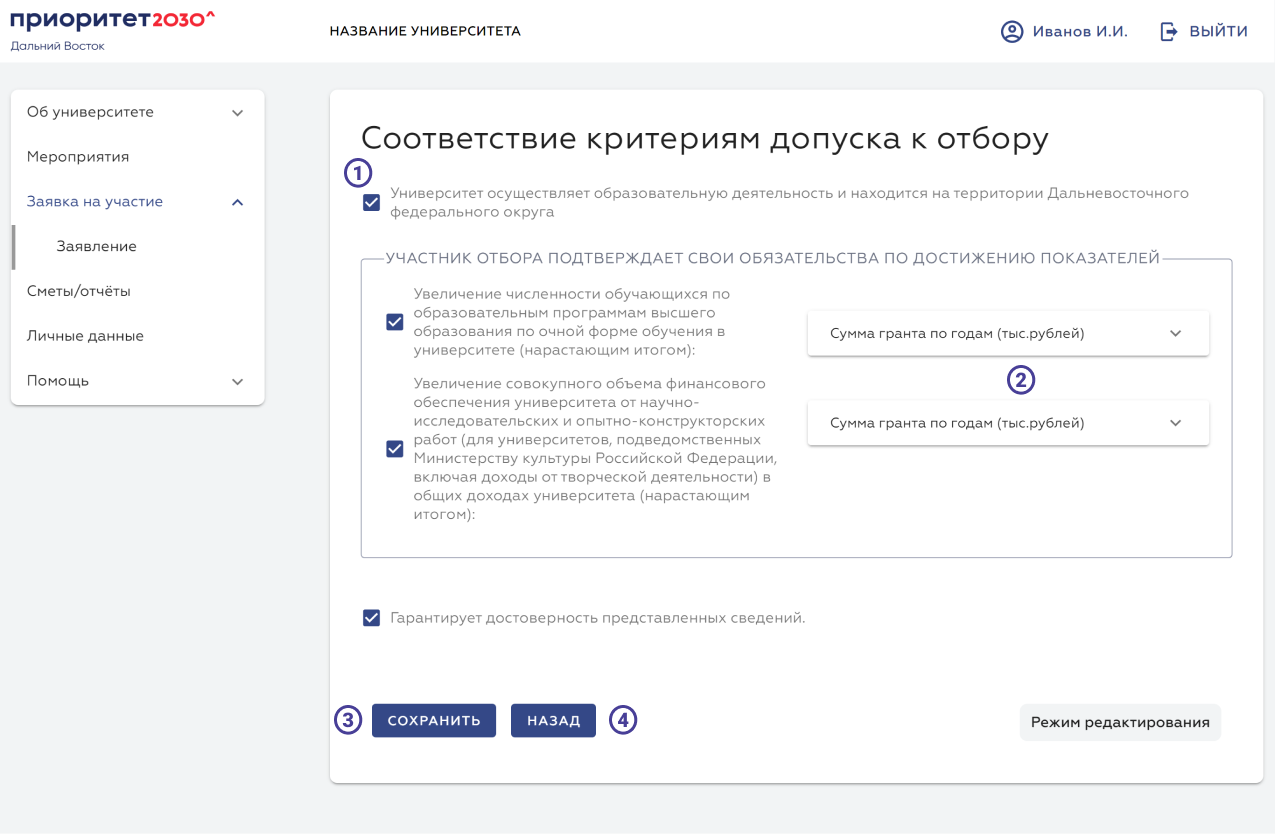 приоритет2030^
Дальний Восток
НАЗВАНИЕ УНИВЕРСИТЕТА
Иванов И.И.
ВЫЙТИ
Об университете
Мероприятия
Заявка на участие
Заявление
Сметы/отчёты
Личные данные
Помощь
Соответствие критериям допуска к отбору
1
Университет осуществляет образовательную деятельность и находится на территории Дальневосточного
федерального округа
УЧАСТНИК ОТБОРА ПОДТВЕРЖДАЕТ СВОИ ОБЯЗАТЕЛЬСТВА ПО ДОСТИЖЕНИЮ ПОКАЗАТЕЛЕЙ
Увеличение численности обучающихся по
образовательным программам высшего
образования по очной форме обучения в
университете (нарастающим итогом):
Сумма гранта по годам (тыс.рублей)
2
Увеличение совокупного объема финансового
обеспечения университета от научно-
исследовательских и опытно-конструкторских
работ (для университетов, подведомственных
Министерству культуры Российской Федерации,
включая доходы от творческой деятельности) в
общих доходах университета (нарастающим
итогом):
Сумма гранта по годам (тыс.рублей)
Гарантирует достоверность представленных сведений.
3
СОХРАНИТЬ
НАЗАД
4
Режим редактирования